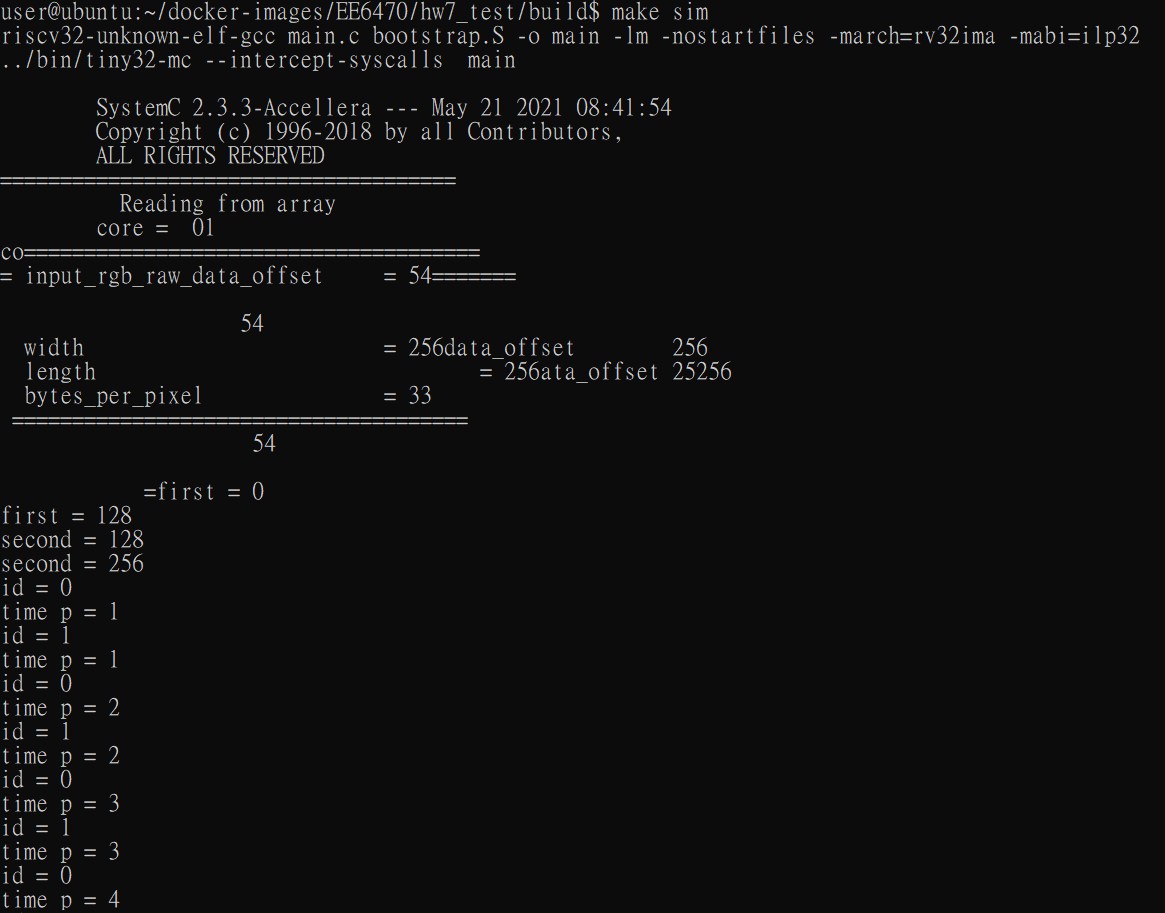 user@ubuntu:~/docker-images/EE6470/hw7_test/build$ make sim
riscv32-unknown-elf-gcc main.c bootstrap.S -o main -lm -nostartfiles -march=rv32ima -mabi=ilp32
../bin/tiny32-mc --intercept-syscalls  main
SystemC 2.3.3-Accellera --- May 21 2021 08:41:54
Copyright (c) 1996-2018 by all Contributors,
ALL RIGHTS RESERVED
======================================
Reading from array
core =  01
co======================================
= input_rgb_raw_data_offset     = 54=======
54
width                         = 256data_offset        256
length                                = 256ata_offset 25256
bytes_per_pixel               = 33
======================================
54
=first = 0
first = 128
second = 128
second = 256
id = 0
time p = 1
id = 1
time p = 1
id = 0
time p = 2
id = 1
time p = 2
id = 0
time p = 3
id = 1
time p = 3
id = 0
time p = 4